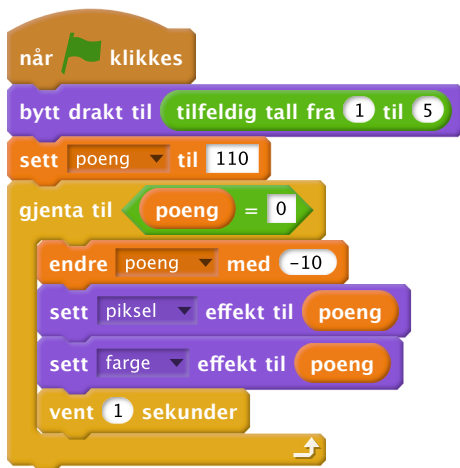 når klikkes
bytt drakt til tilfeldig tall fra 1 til 5
sett poeng til 110
gjenta til poeng = 0
endre poeng med -10
sett piksel effekt til poeng
sett farge effekt til poeng
vent 1 sekunder